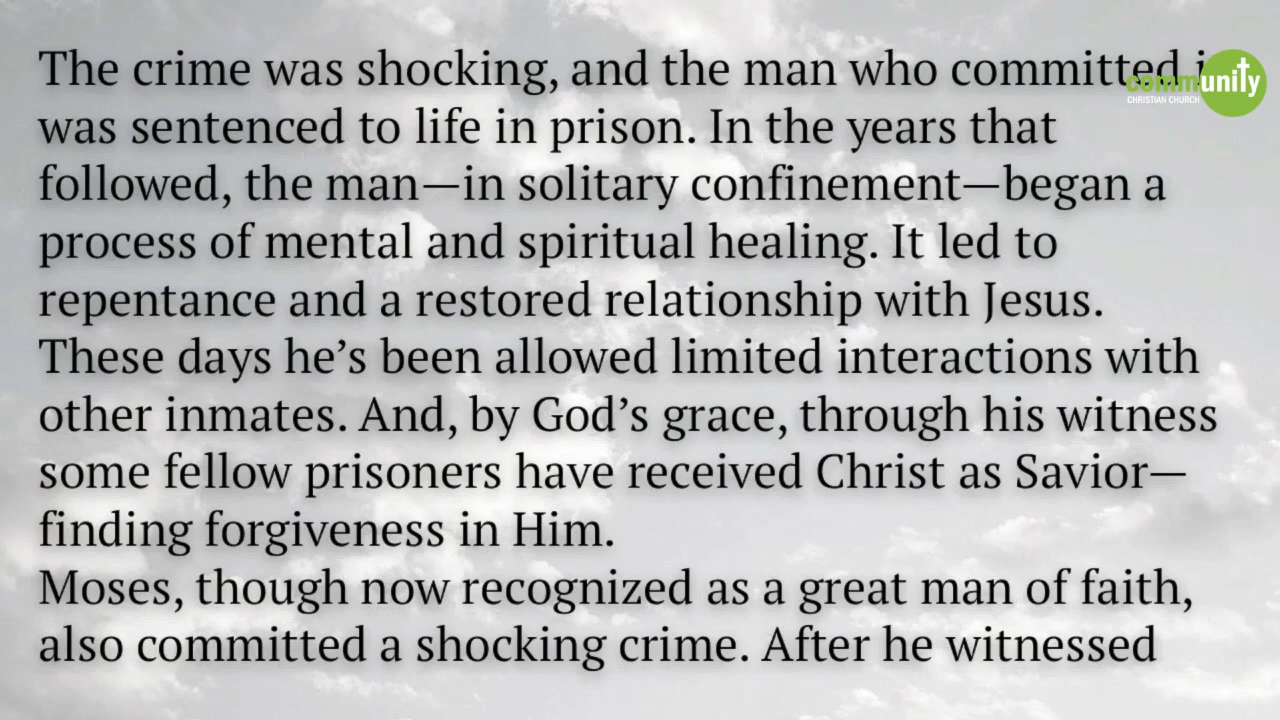 The crime was shocking, and the man who committed
was sentenced to life in prison. In the years that
followed, the man—in solitary confinement—began a
process of mental and spiritual healing. It led to
repentance and a restored relationship with Jesus.
These days he’s been allowed limited interactions with
other inmates. And, by God’s grace, through his witness
some fellow prisoners have received Christ as Savior—
finding forgiveness in Him.
Moses, though now recognized as a great man of faith,
also committed a shocking crime. After he witnessed
community
CHRISTIAN CHURCH